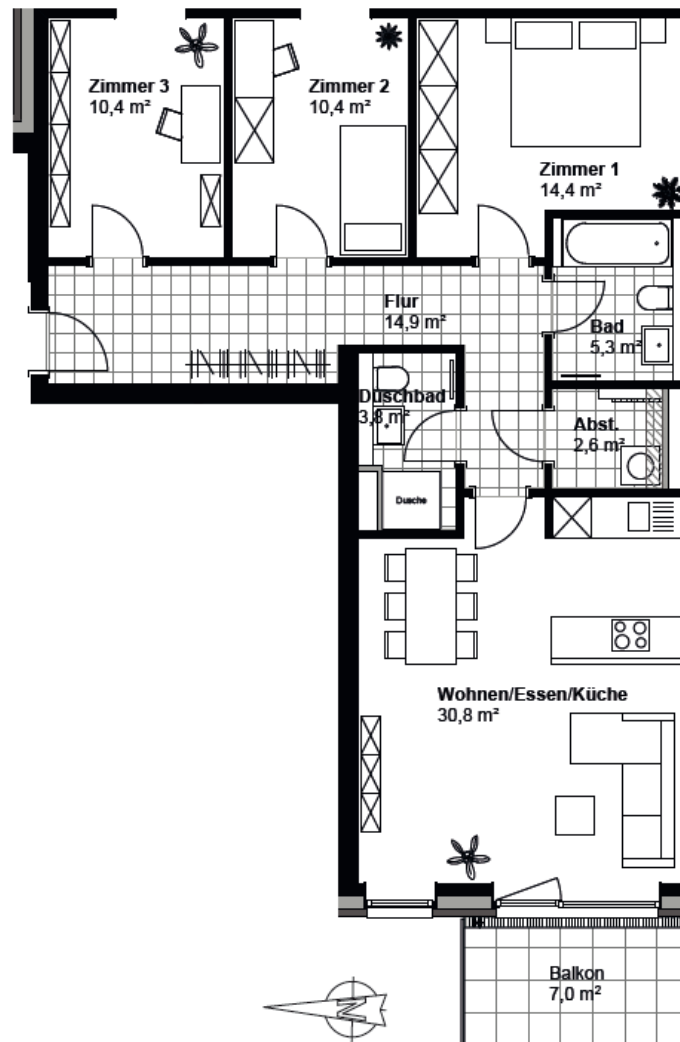 Zimmer 3
10,4 m²
Zimmer 2
10,4 m²
Zimmer 1
14,4 m²
Flur
14,9 m²
Bad
5,3 m²
Duschbad
3,8 m²
Abst.
2,6 m²
Dusche
Wohnen/Essen/Küche
30,8 m²
Balkon
7,0 m²
N